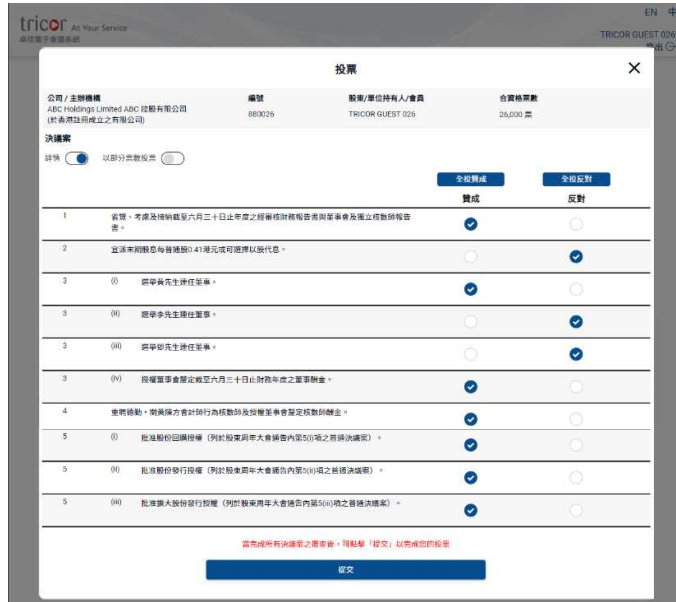 tricor At Your Service
卓佳電子會議系統
EN 中
TRICOR GUEST 026
登出
投票
公司 / 主辦機構 編號 股東/單位持有人/會員 合資格票數
ABC Holdings Limited ABC 控股有限公司 880026 TRICOR GUEST 026 26,000 票
(於香港註冊成立之有限公司)
決議案
詳情 以部分票數投票
全投贊成 全投反對
贊成 反對
1 省覽、考慮及接納截至六月三十日止年度之經審核財務報告書與董事會及獨立核數師報告
書。
2 宣派末期股息每普通股0.41港元或可選擇以股代息。
3 (i) 選舉黃先生連任董事。
3 (ii) 選舉李先生連任董事。
3 (iii) 選舉鄧先生連任董事。
3 (iv) 授權董事會釐定截至六月三十日止財務年度之董事酬金。
4 重聘德勤•關黃陳方會計師行為核數師及授權董事會釐定核數師酬金。
5 (i) 批准股份回購授權（列於股東周年大會通告內第5(i)項之普通決議案）。
5 (ii) 批准股份發行授權（列於股東周年大會通告內第5(ii)項之普通決議案）。
5 (iii) 批准擴大股份發行授權（列於股東周年大會通告內第5(iii)項之普通決議案）。
當完成所有決議案之覆查後，可點擊「提交」以完成您的投票
提交